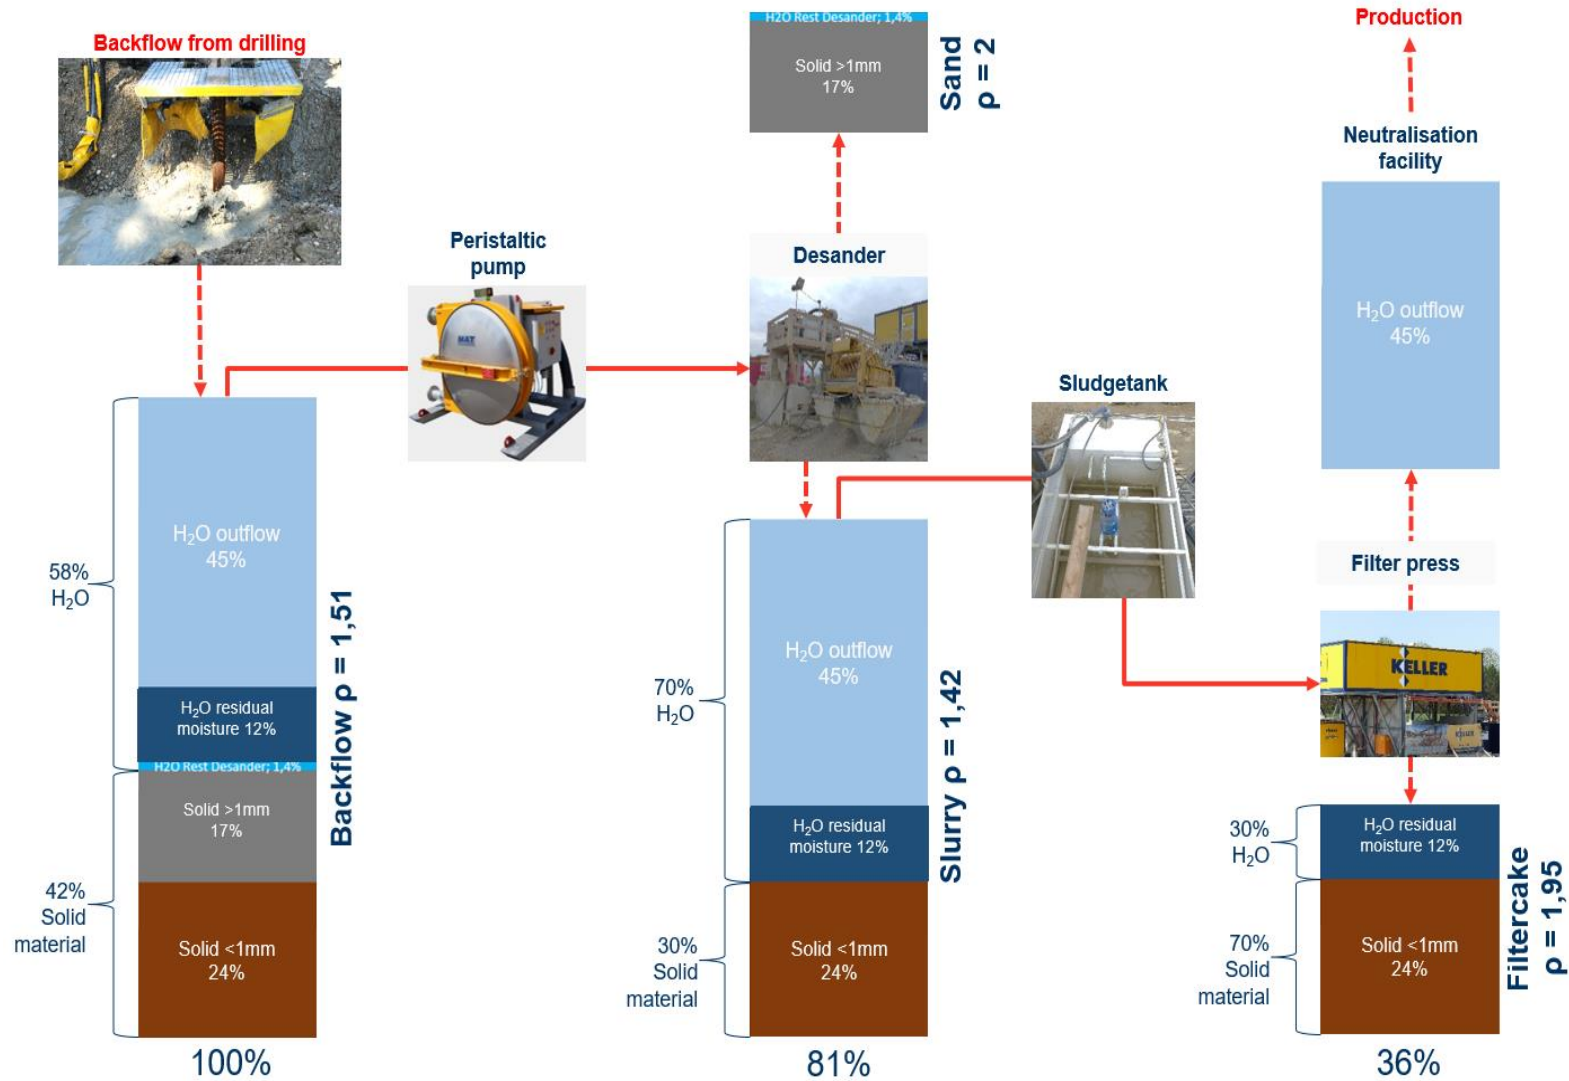 Backflow from drilling
H2O Rest Desander; 1,4%
Solid >1mm
17%
Sand
ρ = 2
Production
Neutralisation
facility
H₂O outflow
45%
Peristaltic
pump
MAT
Desander
Sludgetank
Filter press
KELLER
H₂O outflow
45%
H₂O residual
moisture 12%
H2O Rest Desander; 1,4%
Solid >1mm
17%
Solid <1mm
24%
58%
H₂O
42%
Solid
material
Backflow ρ = 1,51
100%
H₂O outflow
45%
H₂O residual
moisture 12%
Solid <1mm
24%
70%
H₂O
30%
Solid
material
Slurry ρ = 1,42
81%
H₂O residual
moisture 12%
Solid <1mm
24%
30%
H₂O
70%
Solid
material
Filtercake
ρ = 1,95
36%